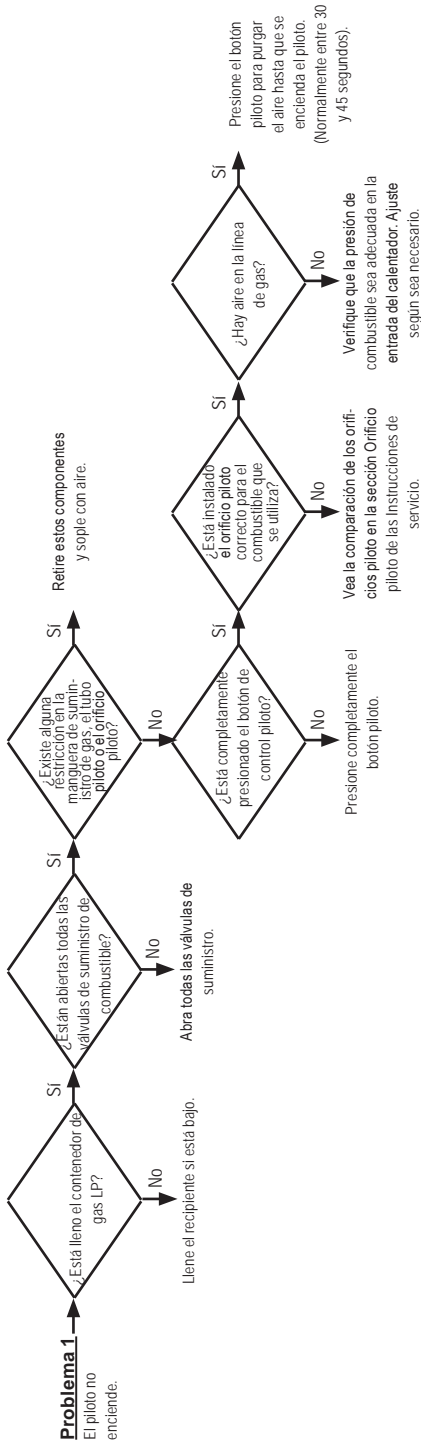 Problema 1
El piloto no
enciende.
¿Está lleno el contenedor de
gas LP?
Sí
No
Llene el recipiente si está bajo.
¿Están abiertas todas las
válvulas de suministro de
combustible?
Sí
No
Abra todas las válvulas de
suministro.
¿Existe alguna
restricción en la
manguera de sumin-
istro de gas, el tubo
piloto o el orificio
piloto?
Sí
Retire estos componentes
y sople con aire.
No
¿Está completamente
presionado el botón de
control piloto?
Sí
No
Presione completamente el
botón piloto.
¿Está instalado
el orificio piloto
correcto para el
combustible que
se utiliza?
Sí
No
Vea la comparación de los orifi-
cios piloto en la sección Orificio
piloto de las Instrucciones de
servicio.
¿Hay aire en la línea
de gas?
Sí
Presione el botón
piloto para purgar
el aire hasta que se
encienda el piloto.
(Normalmente entre 30
y 45 segundos).
No
Verifique que la presión de
combustible sea adecuada en la
entrada del calentador. Ajuste
según sea necesario.